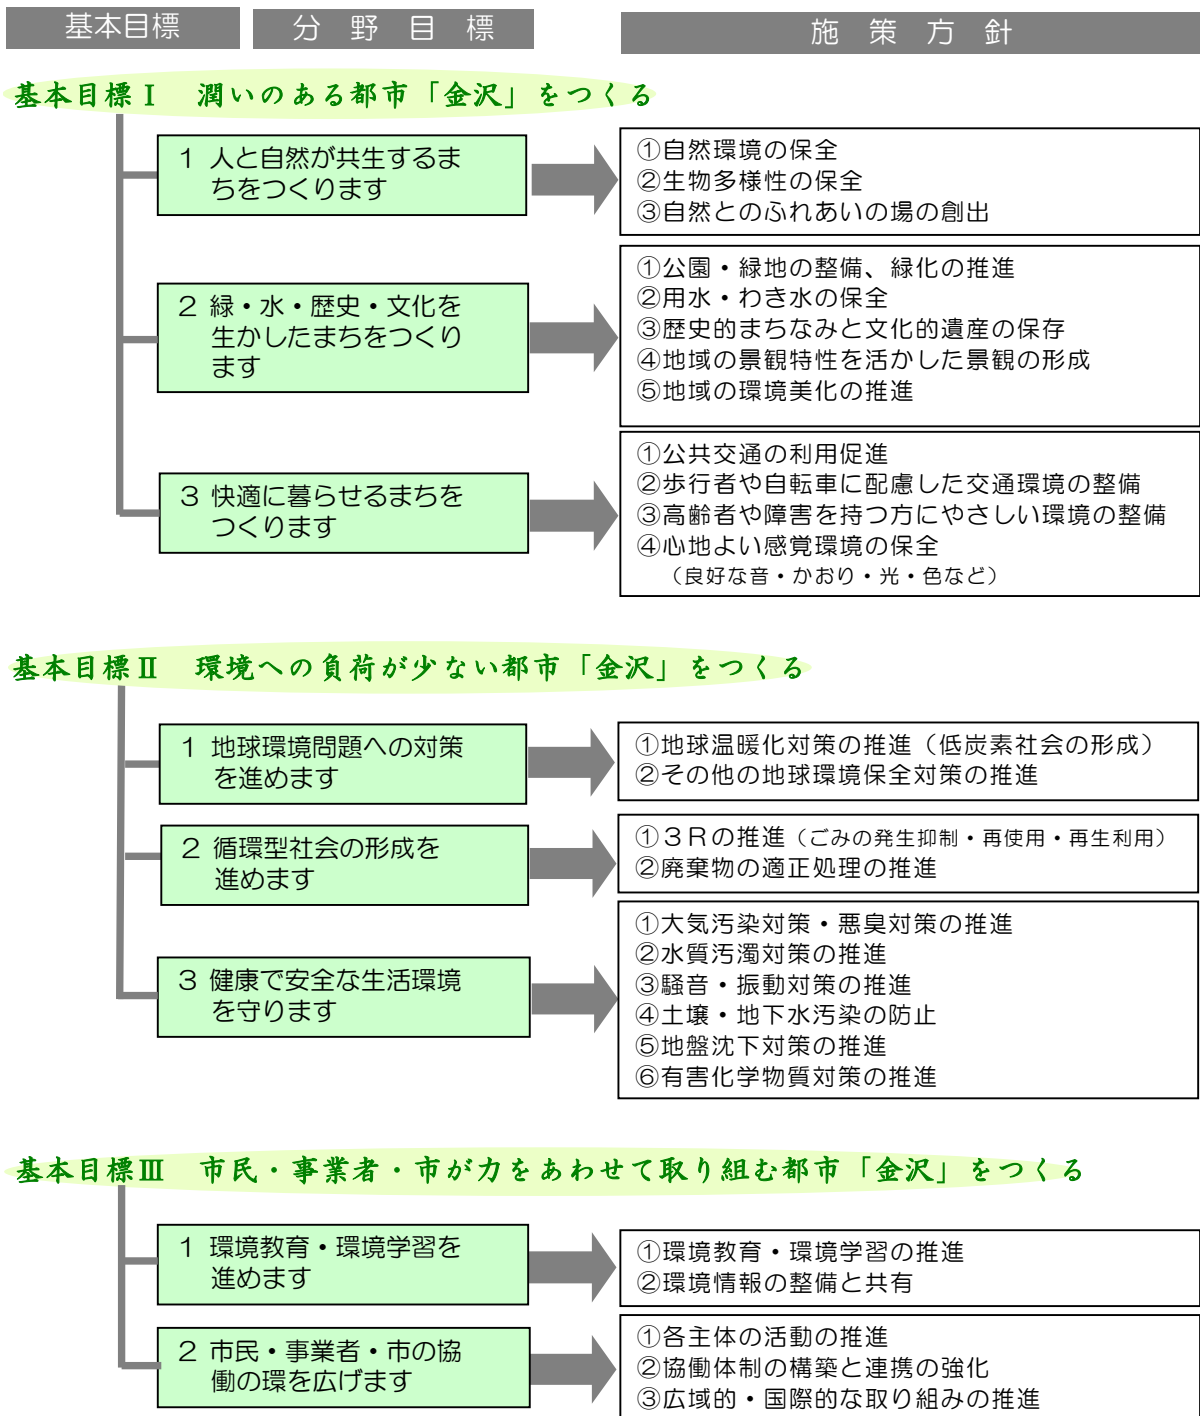 基本目標
分野目標
施策方針
基本目標Ⅰ 潤いのある都市「金沢」をつくる
1 人と自然が共生するま
ちをつくります
①自然環境の保全
②生物多様性の保全
③自然とのふれあいの場の創出
2 緑・水・歴史・文化を
生かしたまちをつくり
ます
①公園・緑地の整備、緑化の推進
②用水・わき水の保全
③歴史的まちなみと文化的遺産の保存
④地域の景観特性を活かした景観の形成
⑤地域の環境美化の推進
3 快適に暮らせるまちを
つくります
①公共交通の利用促進
②歩行者や自転車に配慮した交通環境の整備
③高齢者や障害を持つ方にやさしい環境の整備
④心地よい感覚環境の保全
（良好な音・かおり・光・色など）
基本目標Ⅱ 環境への負荷が少ない都市「金沢」をつくる
1 地球環境問題への対策
を進めます
①地球温暖化対策の推進（低炭素社会の形成）
②その他の地球環境保全対策の推進
2 循環型社会の形成を
進めます
①３Ｒの推進（ごみの発生抑制・再使用・再生利用）
②廃棄物の適正処理の推進
3 健康で安全な生活環境
を守ります
①大気汚染対策・悪臭対策の推進
②水質汚濁対策の推進
③騒音・振動対策の推進
④土壌・地下水汚染の防止
⑤地盤沈下対策の推進
⑥有害化学物質対策の推進
基本目標Ⅲ 市民・事業者・市が力をあわせて取り組む都市「金沢」をつくる
1 環境教育・環境学習を
進めます
①環境教育・環境学習の推進
②環境情報の整備と共有
2 市民・事業者・市の協
働の環を広げます
①各主体の活動の推進
②協働体制の構築と連携の強化
③広域的・国際的な取り組みの推進